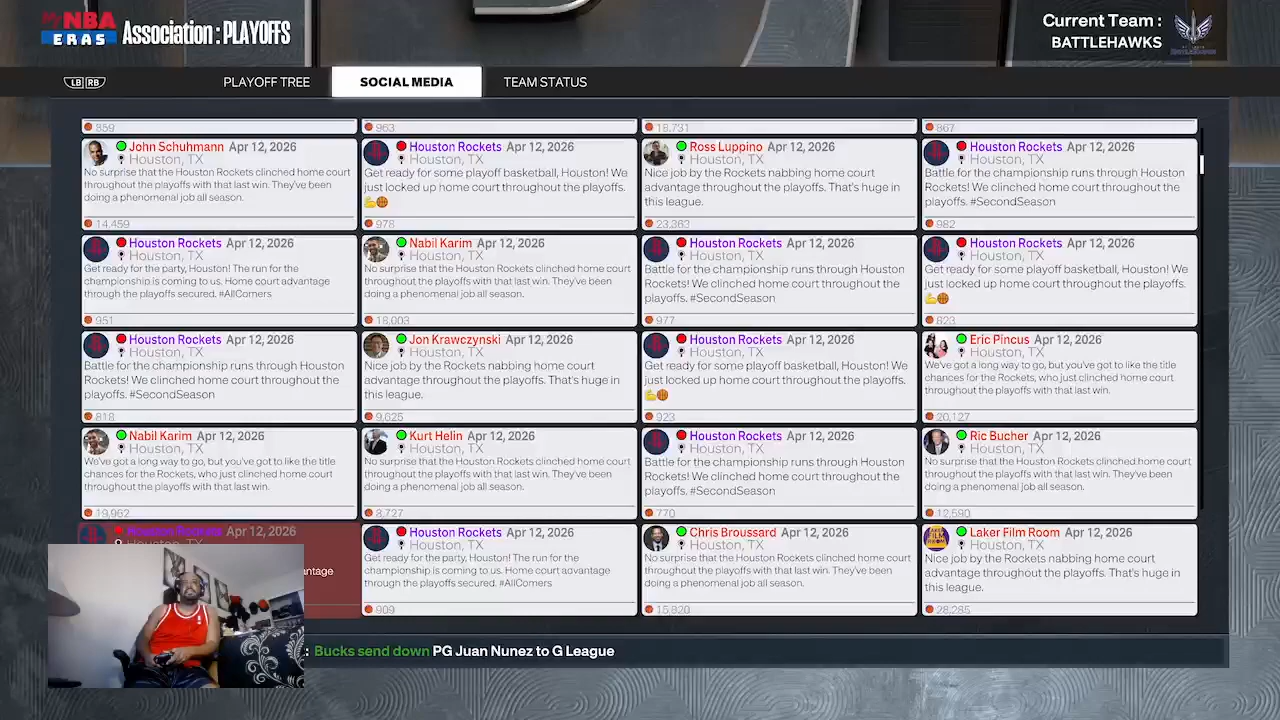 MyNBA
ERAS
Association : PLAYOFFS
Current Team :
BATTLEHAWKS
LB RB
PLAYOFF TREE
SOCIAL MEDIA
TEAM STATUS
859
963
18,731
867
John Schuhmann Apr 12, 2026
Houston, TX
No surprise that the Houston Rockets clinched home court
throughout the playoffs with that last win. They've been
doing a phenomenal job all season.
14,459
Houston Rockets Apr 12, 2026
Houston, TX
Get ready for some playoff basketball, Houston! We
just locked up home court throughout the playoffs.
💪🏀
978
Ross Luppino Apr 12, 2026
Houston, TX
Nice job by the Rockets nabbing home court
advantage throughout the playoffs. That's huge in
this league.
23,363
Houston Rockets Apr 12, 2026
Houston, TX
Battle for the championship runs through Houston
Rockets! We clinched home court throughout the
playoffs. #SecondSeason
982
Houston Rockets Apr 12, 2026
Houston, TX
Get ready for the party, Houston! The run for the
championship is coming to us. Home court advantage
through the playoffs secured. #AllComers
951
Nabil Karim Apr 12, 2026
Houston, TX
No surprise that the Houston Rockets clinched home court
throughout the playoffs with that last win. They've been
doing a phenomenal job all season.
18,003
Houston Rockets Apr 12, 2026
Houston, TX
Battle for the championship runs through Houston
Rockets! We clinched home court throughout the
playoffs. #SecondSeason
977
Houston Rockets Apr 12, 2026
Houston, TX
Get ready for some playoff basketball, Houston! We
just locked up home court throughout the playoffs.
💪🏀
823
Houston Rockets Apr 12, 2026
Houston, TX
Battle for the championship runs through Houston
Rockets! We clinched home court throughout the
playoffs. #SecondSeason
818
Jon Krawczynski Apr 12, 2026
Houston, TX
Nice job by the Rockets nabbing home court
advantage throughout the playoffs. That's huge in
this league.
9,625
Houston Rockets Apr 12, 2026
Houston, TX
Get ready for some playoff basketball, Houston! We
just locked up home court throughout the playoffs.
💪🏀
923
Eric Pincus Apr 12, 2026
Houston, TX
We've got a long way to go, but you've got to like the title
chances for the Rockets, who just clinched home court
throughout the playoffs with that last win.
20,127
Nabil Karim Apr 12, 2026
Houston, TX
We've got a long way to go, but you've got to like the title
chances for the Rockets, who just clinched home court
throughout the playoffs with that last win.
19,962
Kurt Helin Apr 12, 2026
Houston, TX
No surprise that the Houston Rockets clinched home court
throughout the playoffs with that last win. They've been
doing a phenomenal job all season.
8,727
Houston Rockets Apr 12, 2026
Houston, TX
Battle for the championship runs through Houston
Rockets! We clinched home court throughout the
playoffs. #SecondSeason
770
Ric Bucher Apr 12, 2026
Houston, TX
No surprise that the Houston Rockets clinched home court
throughout the playoffs with that last win. They've been
doing a phenomenal job all season.
12,590
Houston Rockets Apr 12, 2026
Houston Rockets Apr 12, 2026
Houston, TX
Get ready for the party, Houston! The run for the
championship is coming to us. Home court advantage
through the playoffs secured. #AllComers
909
Chris Broussard Apr 12, 2026
Houston, TX
No surprise that the Houston Rockets clinched home court
throughout the playoffs with that last win. They've been
doing a phenomenal job all season.
15,820
Laker Film Room Apr 12, 2026
Houston, TX
Nice job by the Rockets nabbing home court
advantage throughout the playoffs. That's huge in
this league.
28,285
: Bucks send down PG Juan Nunez to G League